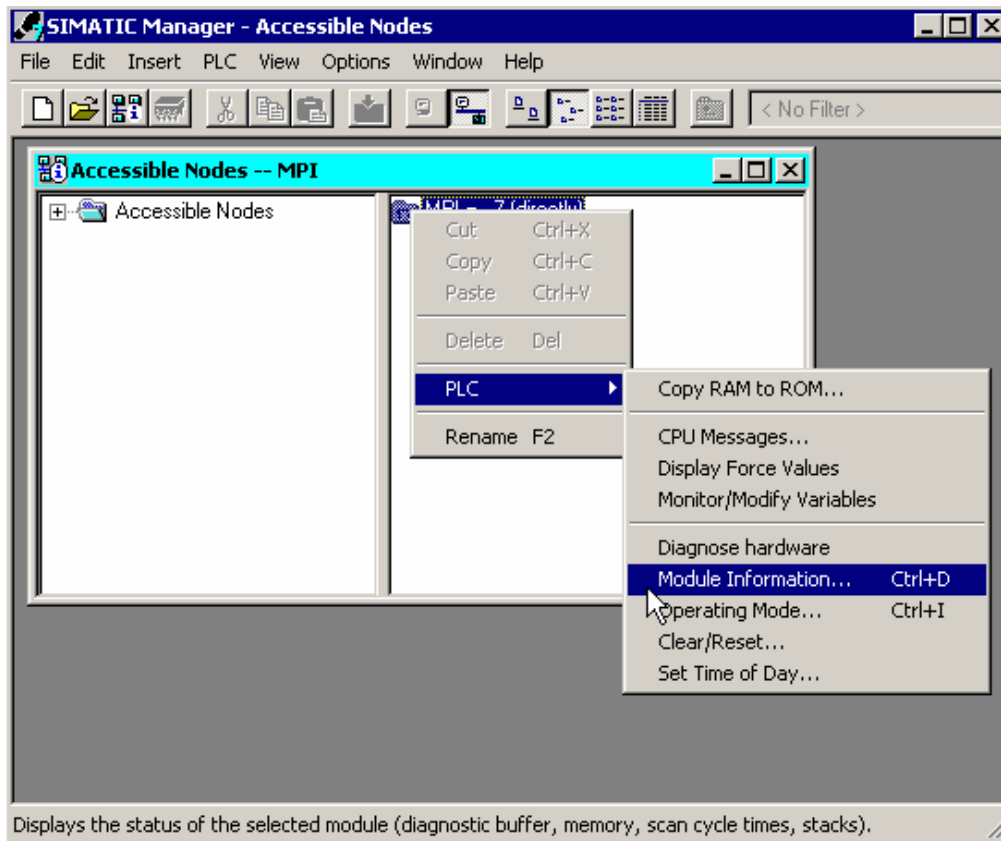 SIMATIC Manager - Accessible Nodes
File Edit Insert PLC View Options Window Help
< No Filter >
Accessible Nodes -- MPI
Accessible Nodes
MPI = 7 (directly)
Cut Ctrl+X
Copy Ctrl+C
Paste Ctrl+V
Delete Del
PLC
Rename F2
Copy RAM to ROM...
CPU Messages...
Display Force Values
Monitor/Modify Variables
Diagnose hardware
Module Information... Ctrl+D
Operating Mode... Ctrl+I
Clear/Reset...
Set Time of Day...
Displays the status of the selected module (diagnostic buffer, memory, scan cycle times, stacks).